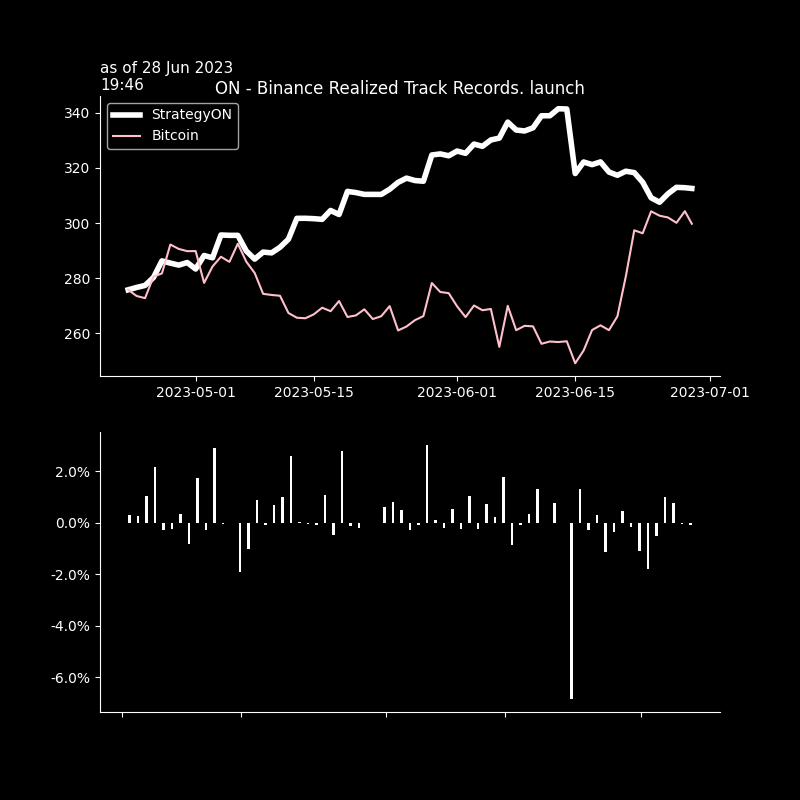 as of 28 Jun 2023
19:46
ON - Binance Realized Track Records. launch
StrategyON
Bitcoin
340
320
300
280
260
2023-05-01 2023-05-15 2023-06-01 2023-06-15 2023-07-01
2.0%
0.0%
-2.0%
-4.0%
-6.0%